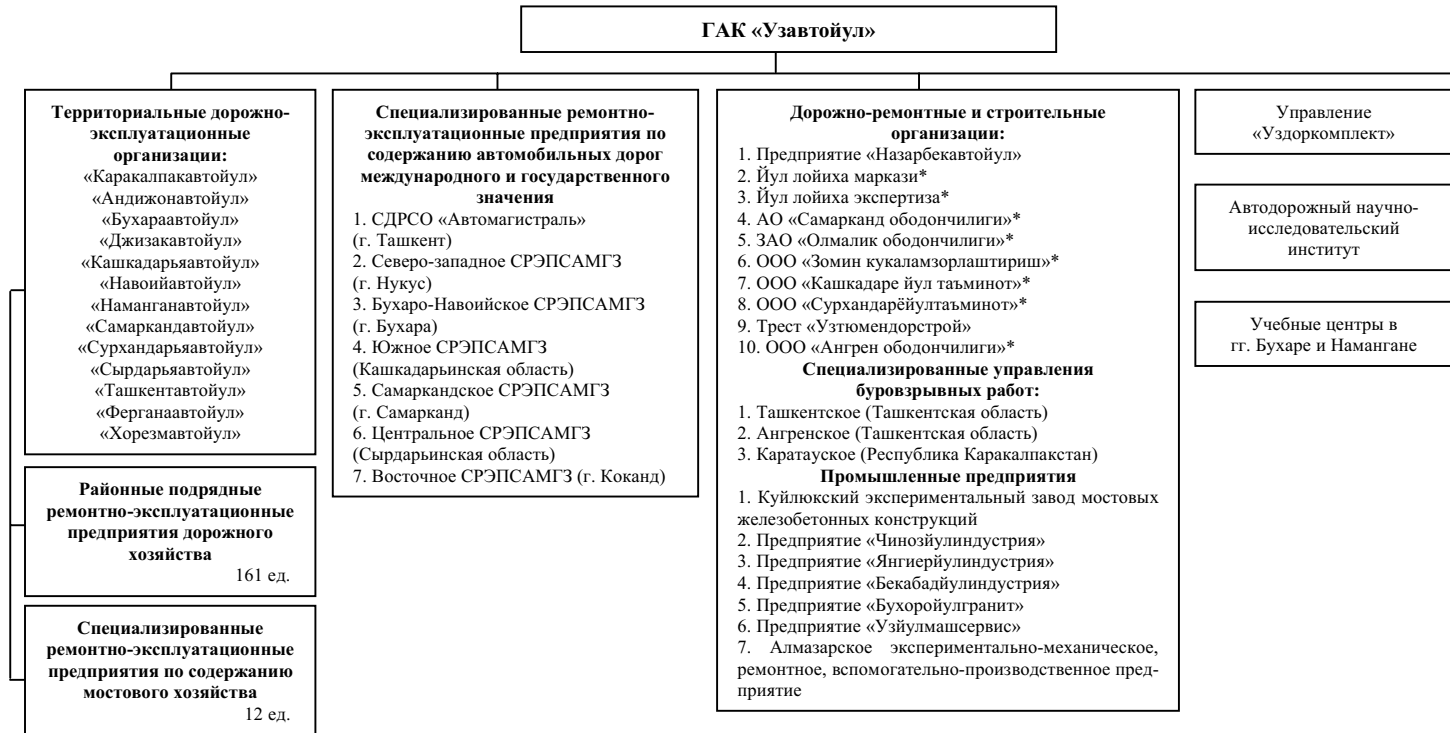 ГАК «Узавтойул»
Территориальные дорожно-
эксплуатационные
организации:
«Каракалпакавтойул»
«Андижонавтойул»
«Бухараавтойул»
«Джизакавтойул»
«Кашкадарьяавтойул»
«Навоийавтойул»
«Наманганавтойул»
«Самаркандавтойул»
«Сурхандарьяавтойул»
«Сырдарьяавтойул»
«Ташкентавтойул»
«Ферганаавтойул»
«Хорезмавтойул»
Районные подрядные
ремонтно-эксплуатационные
предприятия дорожного
хозяйства
161 ед.
Специализированные
ремонтно-эксплуатационные
предприятия по содержанию
мостового хозяйства
12 ед.
Специализированные ремонтно-
эксплуатационные предприятия по
содержанию автомобильных дорог
международного и государственного
значения
1. СДРСО «Автомагистраль»
(г. Ташкент)
2. Северо-западное СРЭПСАМГЗ
(г. Нукус)
3. Бухаро-Навоийское СРЭПСАМГЗ
(г. Бухара)
4. Южное СРЭПСАМГЗ
(Кашкадарьинская область)
5. Самаркандское СРЭПСАМГЗ
(г. Самарканд)
6. Центральное СРЭПСАМГЗ
(Сырдарьинская область)
7. Восточное СРЭПСАМГЗ (г. Коканд)
Дорожно-ремонтные и строительные
организации:
1. Предприятие «Назарбекавтойул»
2. Йул лойиха маркази*
3. Йул лойиха экспертиза*
4. АО «Самарканд ободончилиги»*
5. ЗАО «Олмалик ободончилиги»*
6. ООО «Зомин кукаламзорлаштириш»*
7. ООО «Кашкадаре йул таъминот»*
8. ООО «Сурхандарёйултаъминот»*
9. Трест «Узтюмендорстрой»
10. ООО «Ангрен ободончилиги»*
Специализированные управления
буровзрывных работ:
1. Ташкентское (Ташкентская область)
2. Ангренское (Ташкентская область)
3. Каратауское (Республика Каракалпакстан)
Промышленные предприятия
1. Куйлюкский экспериментальный завод мостовых
железобетонных конструкций
2. Предприятие «Чинозйулиндустрия»
3. Предприятие «Янгиерйулиндустрия»
4. Предприятие «Бекабадйулиндустрия»
5. Предприятие «Бухоройулгранит»
6. Предприятие «Узйулмашсервис»
7. Алмазарское экспериментально-механическое,
ремонтное, вспомогательно-производственное пред-
приятие
Управление
«Уздоркомплект»
Автодорожный научно-
исследовательский
институт
Учебные центры в
гг. Бухаре и Намангане